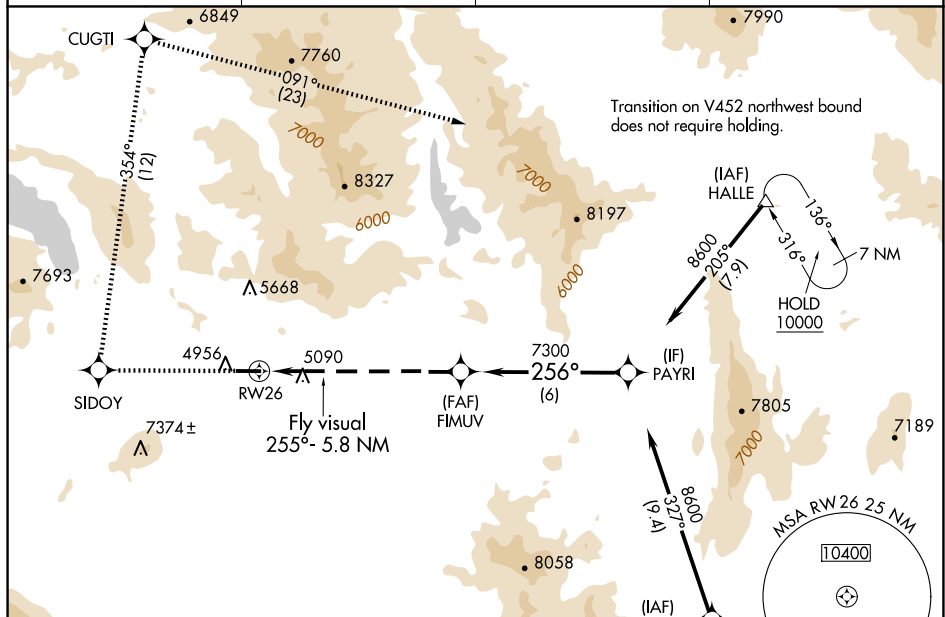 6849
7990
CUGTI
7760
091°
(23)
Transition on V452 northwest bound
does not require holding.
7000
354°
(12)
(IAF)
HALLE
7000
8327
136°
8197
6000
8600
205°
(7.9)
316°
7 NM
HOLD
10000
7693
5668
6000
4956
5090
7300
256°
(6)
(IF)
PAYRI
SIDOY
RW26
(FAF)
FIMUV
Fly visual
255°- 5.8 NM
7805
7000
7189
7374±
8600
327°
(9.4)
MSA RW26 25 NM
10400
8058
(IAF)